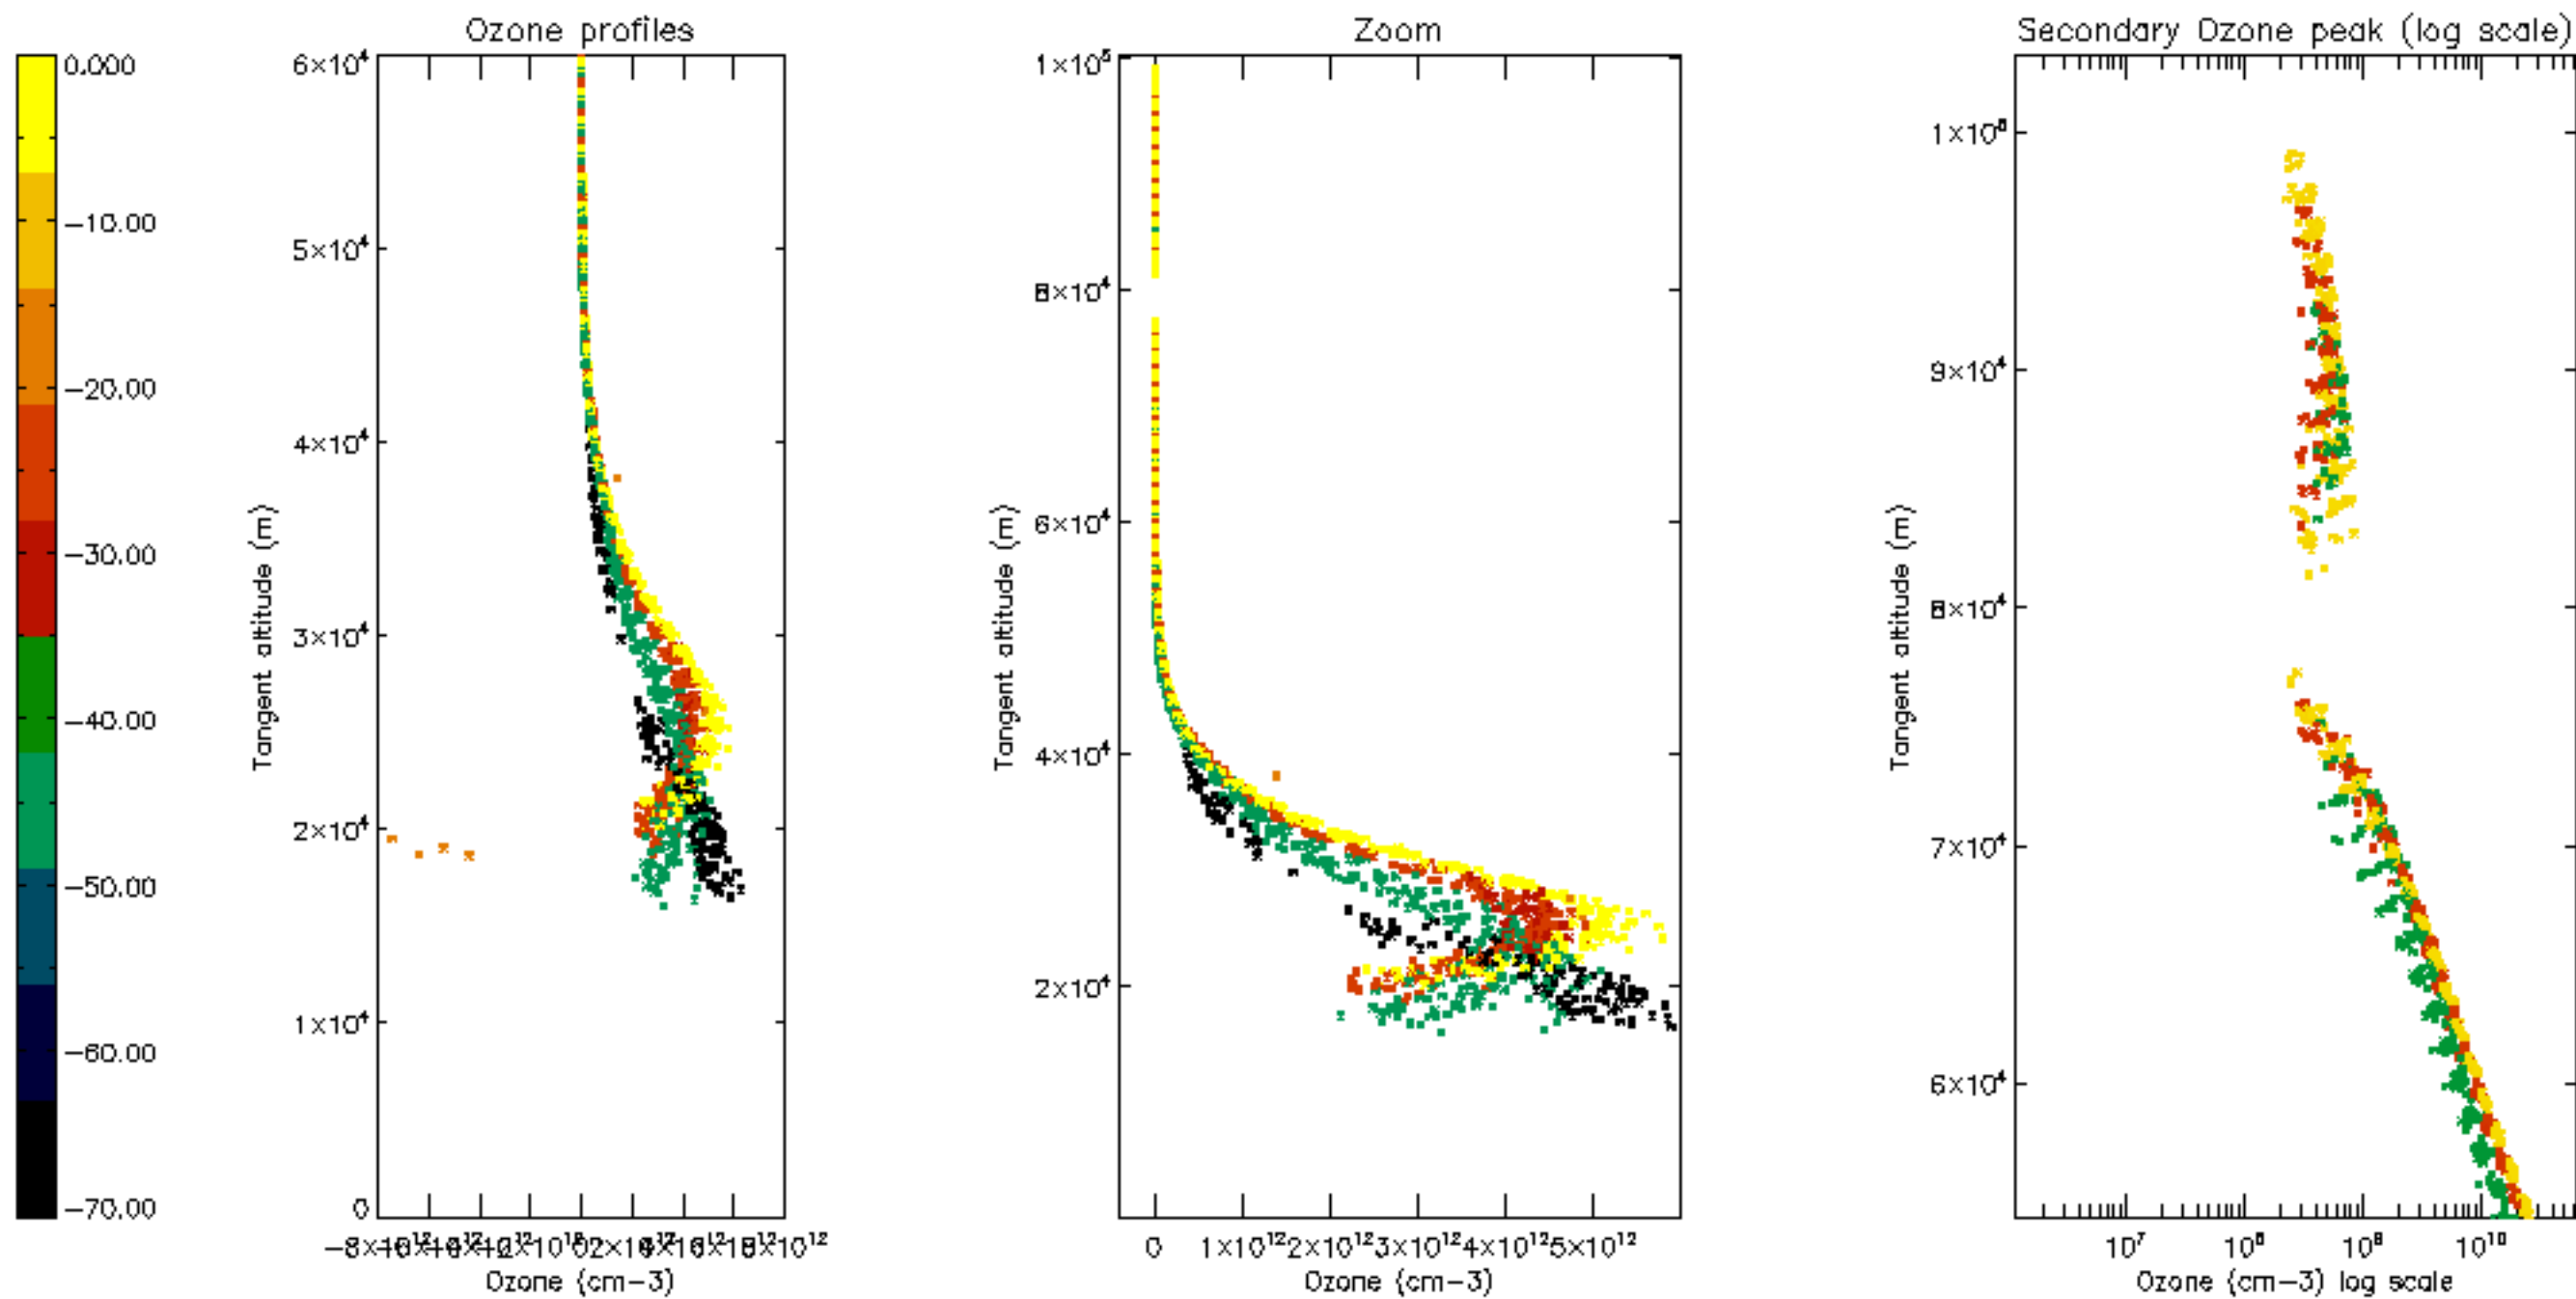 Ozone profiles
Zoom
Secondary Ozone peak (log scale)
0.000
−10.00
−20.00
−30.00
−40.00
−50.00
−60.00
−70.00
6×10⁴
5×10⁴
4×10⁴
3×10⁴
2×10⁴
1×10⁴
0
Tangent altitude (m)
Ozone (cm−3)
1×10⁵
8×10⁴
6×10⁴
4×10⁴
2×10⁴
Tangent altitude (m)
0 1×10¹² 2×10¹² 3×10¹² 4×10¹² 5×10¹²
Ozone (cm−3)
9×10⁴
8×10⁴
7×10⁴
6×10⁴
Tangent altitude (m)
10⁷ 10⁸ 10⁹ 10¹⁰
Ozone (cm−3) log scale